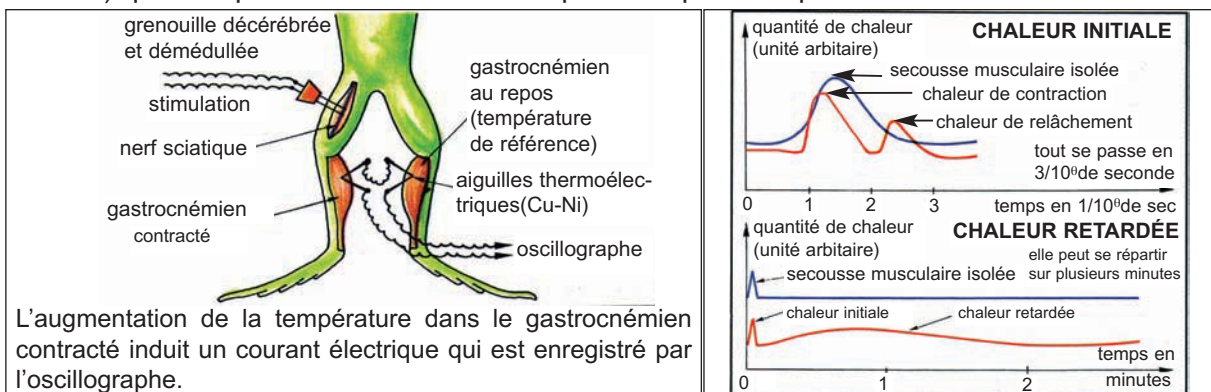 grenouille décérébrée
et démédullée
stimulation
nerf sciatique
gastrocnémien
contracté
gastrocnémien
au repos
(température
de référence)
aiguilles thermoélec-
triques(Cu-Ni)
oscillographe
L'augmentation de la température dans le gastrocnémien
contracté induit un courant électrique qui est enregistré par
l'oscillographe.
quantité de chaleur
(unité arbitaire)
CHALEUR INITIALE
secousse musculaire isolée
chaleur de contraction
chaleur de relâchement
tout se passe en
3/10θde seconde
0 1 2 3
temps en 1/10θde sec
quantité de chaleur
(unité arbitaire)
CHALEUR RETARDÉE
elle peut se répartir
sur plusieurs minutes
secousse musculaire isolée
chaleur initiale
chaleur retardée
temps en
minutes
0 1 2